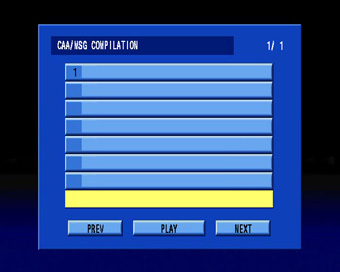 CAA/MSG COMPILATION
1/ 1
1
PREV
PLAY
NEXT